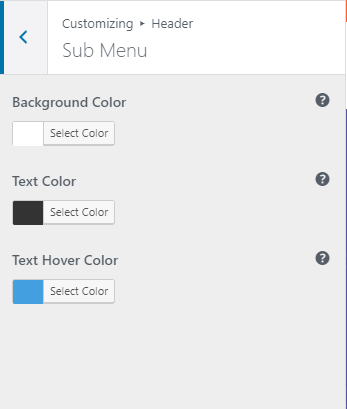 Customizing ▸ Header
Sub Menu
Background Color ?
Select Color
Text Color ?
Select Color
Text Hover Color ?
Select Color